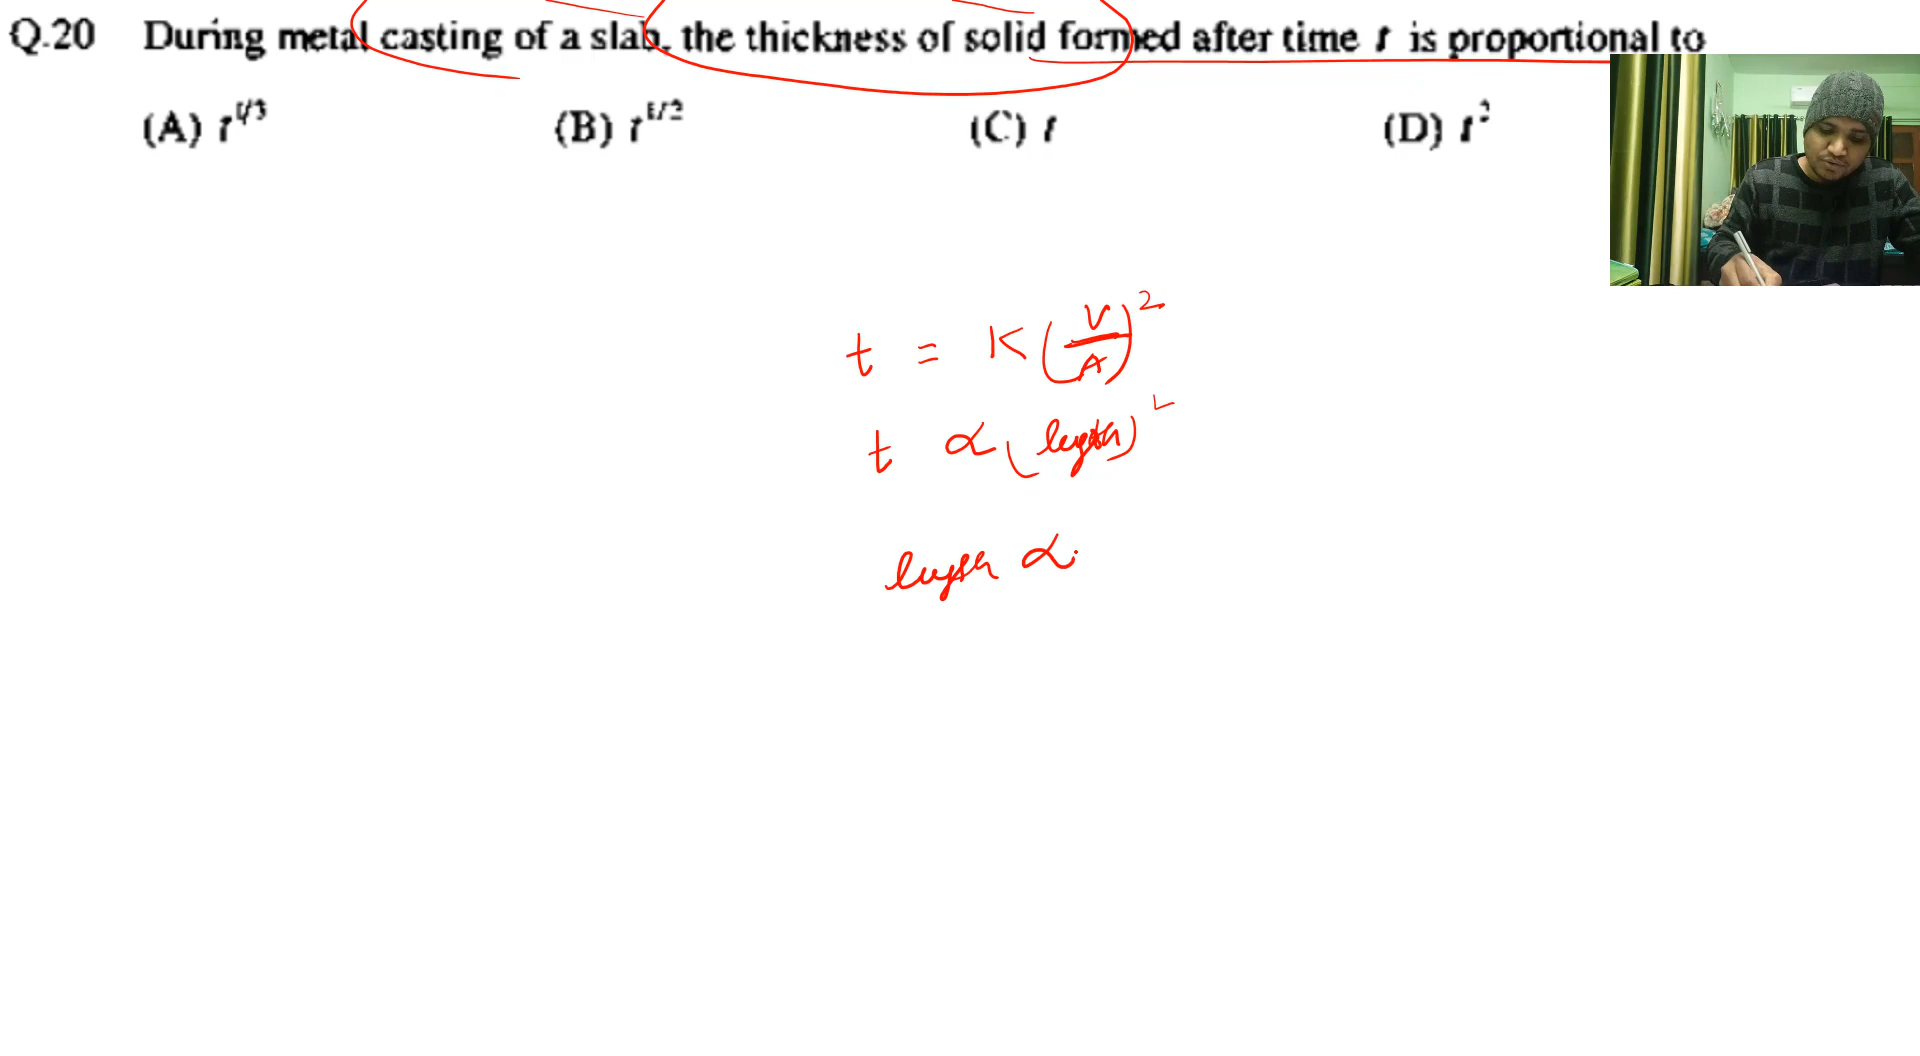 Q.20 During metal casting of a slab, the thickness of solid formed after time t is proportional to
(A) t^1/3 (B) t^1/2 (C) t (D) t^2
t = K (V/A)^2
t ∝ (length)^2
length ∝